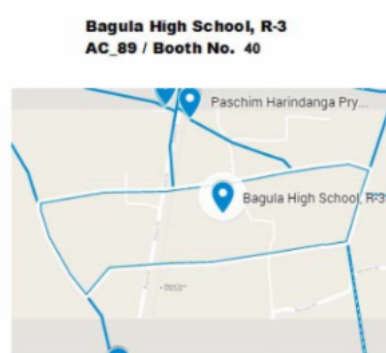 Bagula High School, R-3
AC_89 / Booth No. 40
Paschim Harindanga Pry...
Bagula High School, R-3